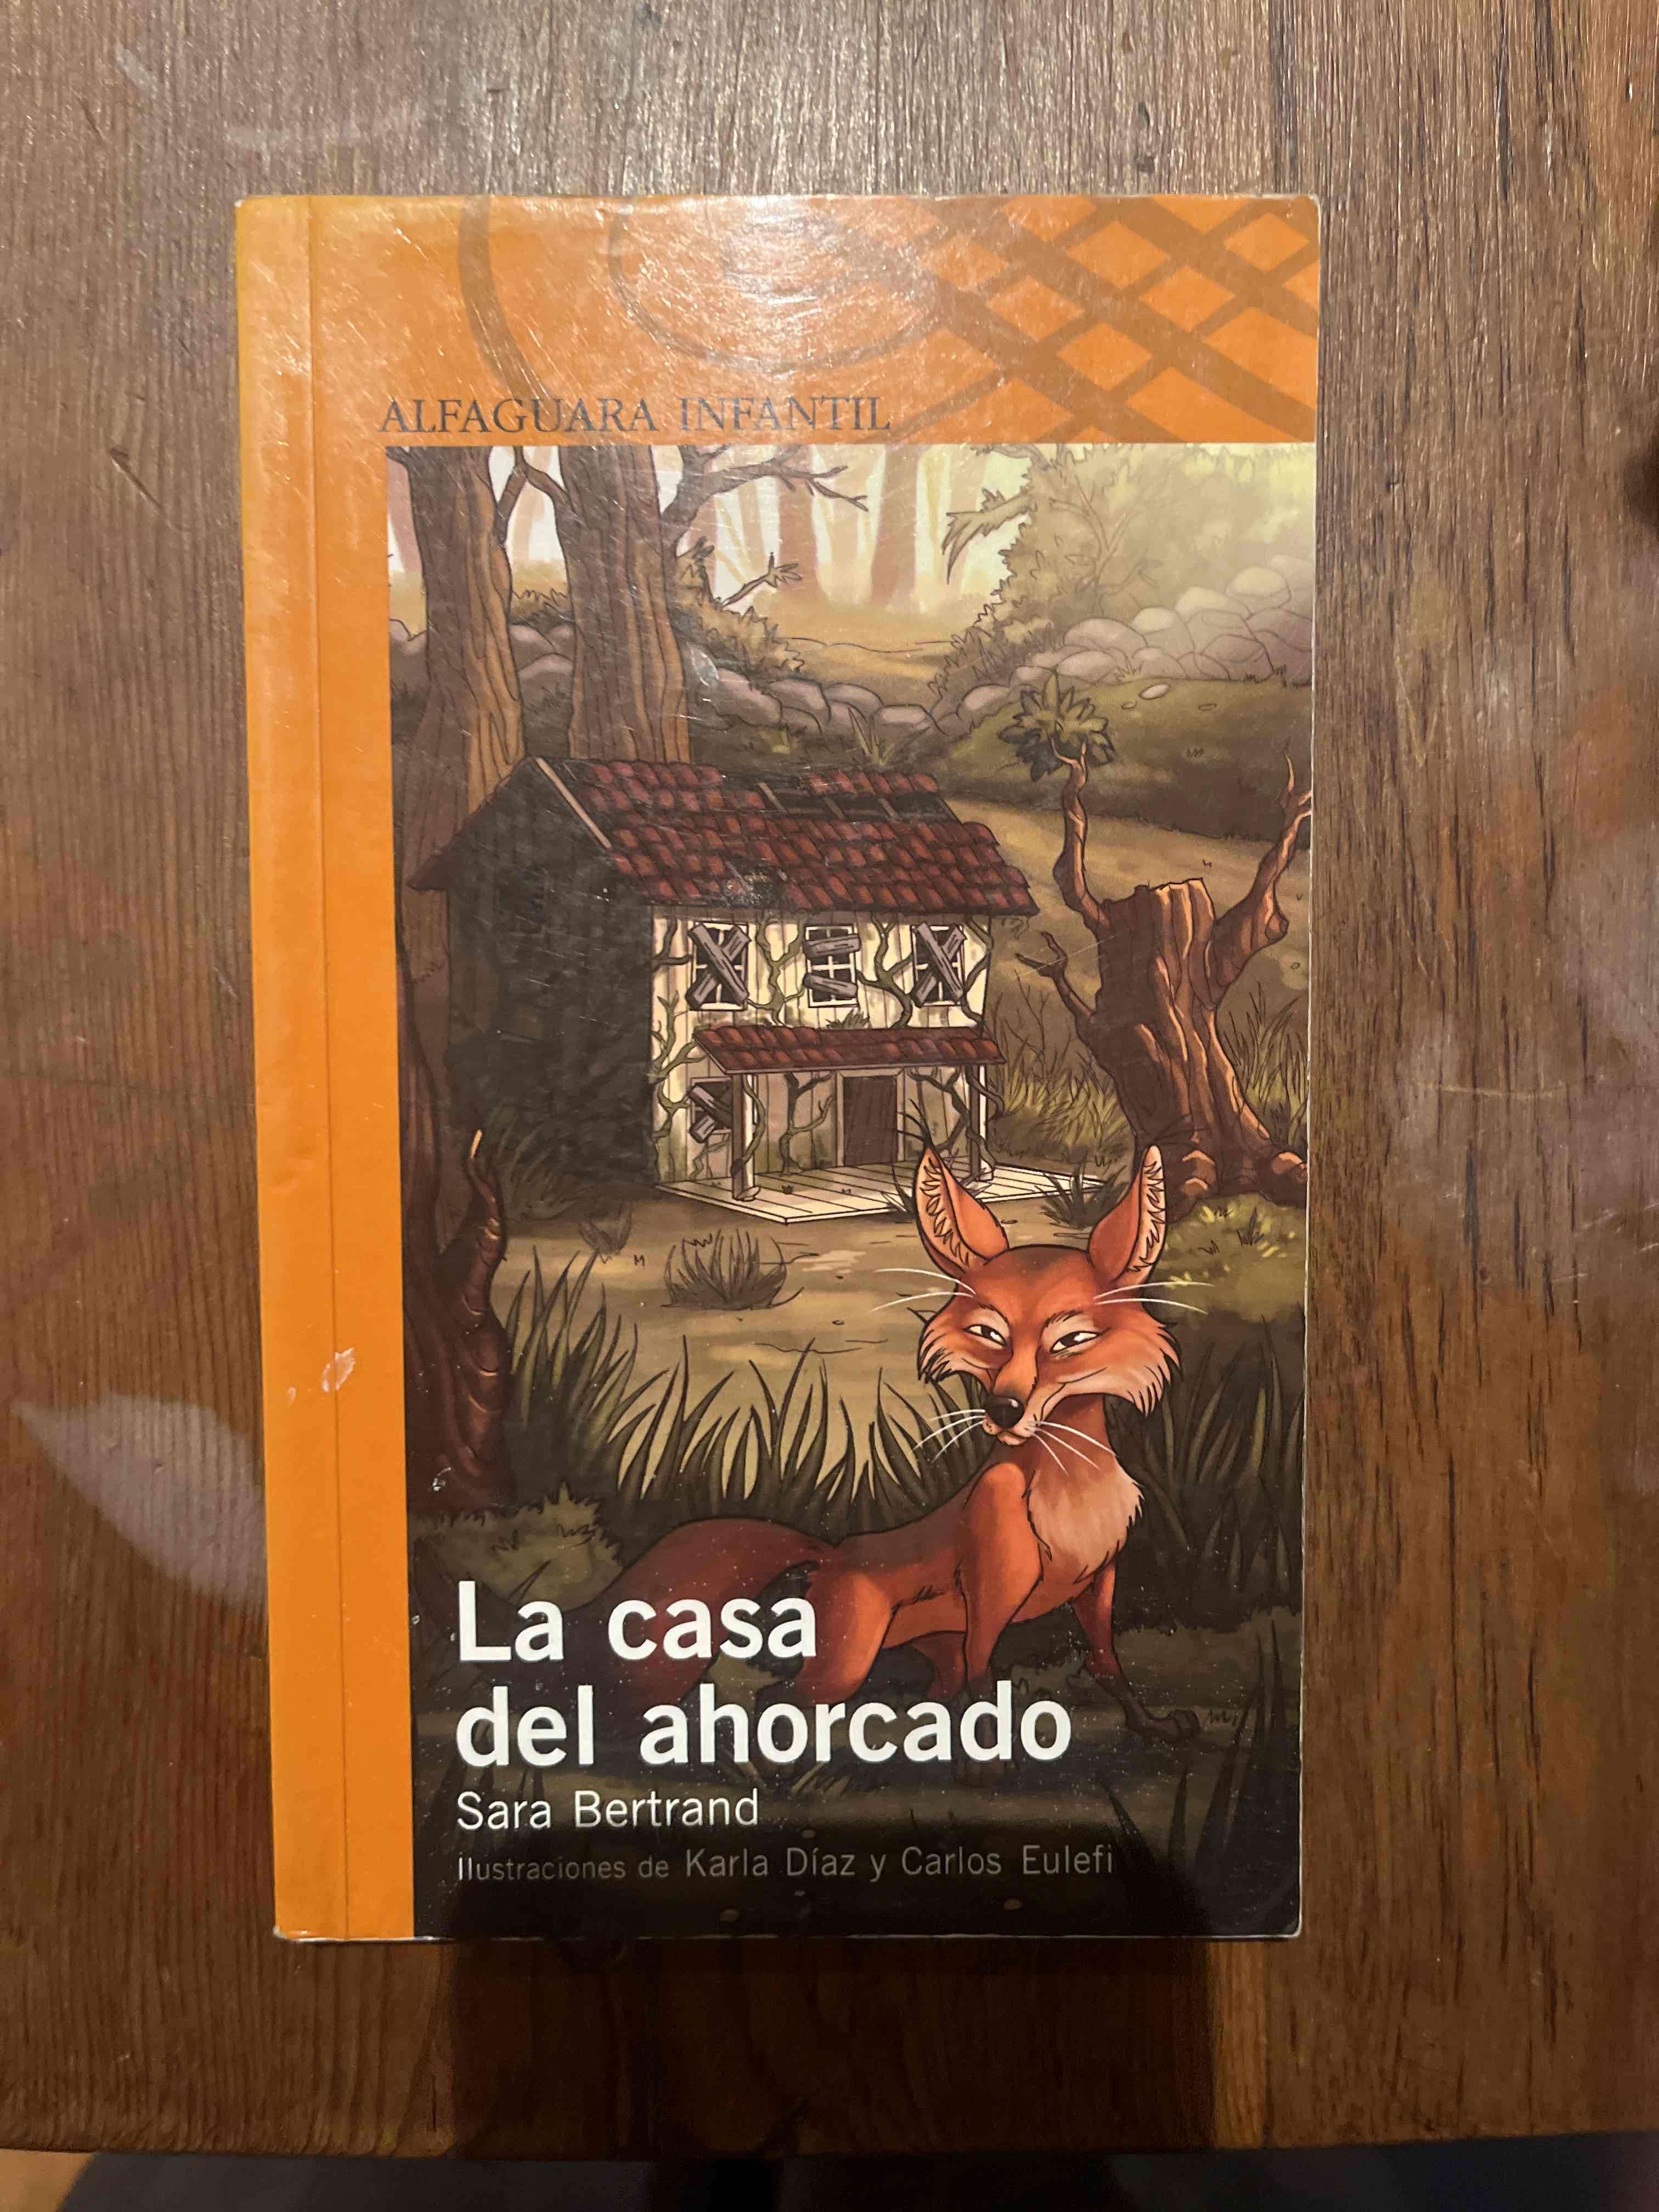 ALFAGUARA INFANTIL
La casa
del ahorcado
Sara Bertrand
Ilustraciones de Karla Díaz y Carlos Eulefi